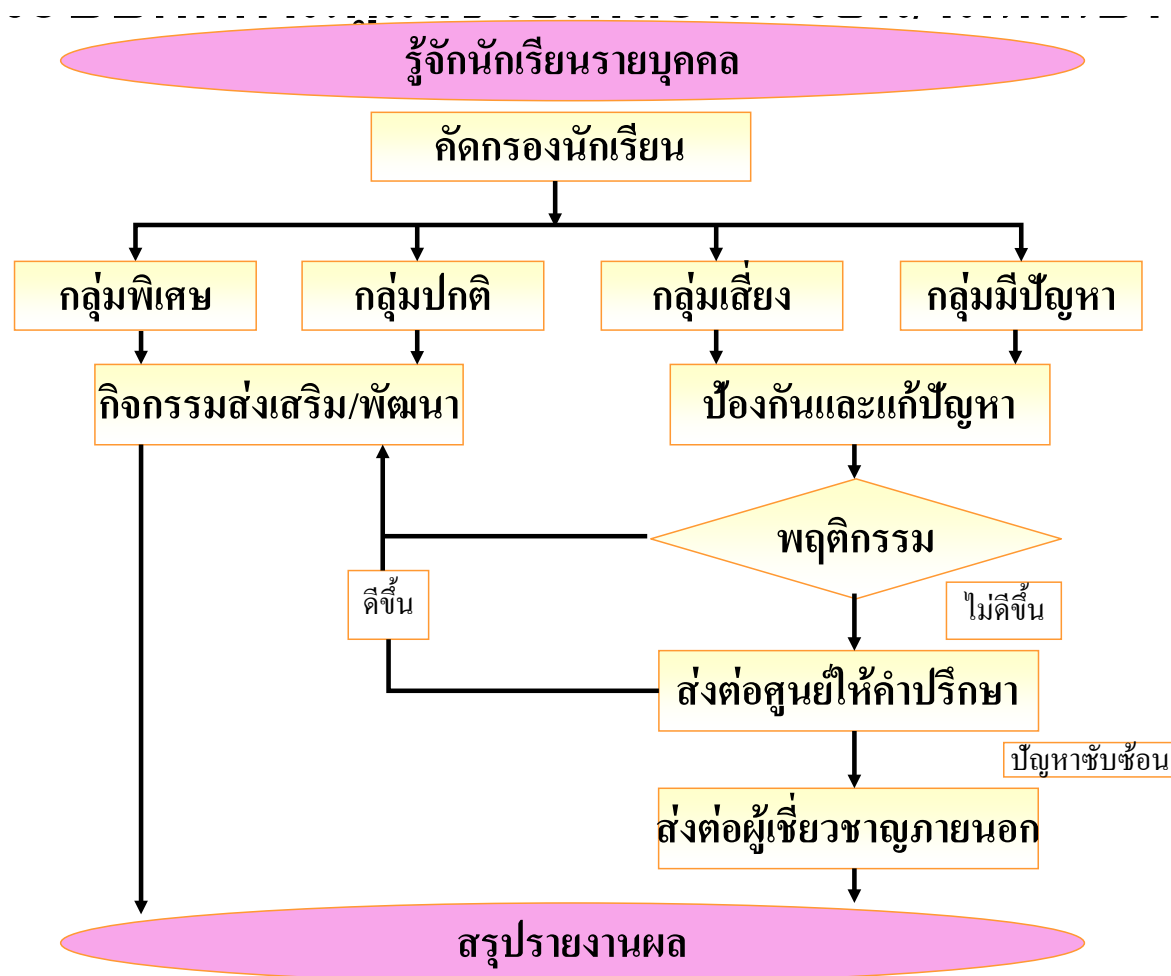 รู้จักนักเรียนรายบุคคล
คัดกรองนักเรียน
กลุ่มพิเศษ
กลุ่มปกติ
กลุ่มเสี่ยง
กลุ่มมีปัญหา
กิจกรรมส่งเสริม/พัฒนา
ป้องกันและแก้ปัญหา
พฤติกรรม
ดีขึ้น
ไม่ดีขึ้น
ส่งต่อศูนย์ให้คำปรึกษา
ปัญหาซับซ้อน
ส่งต่อผู้เชี่ยวชาญภายนอก
สรุปรายงานผล